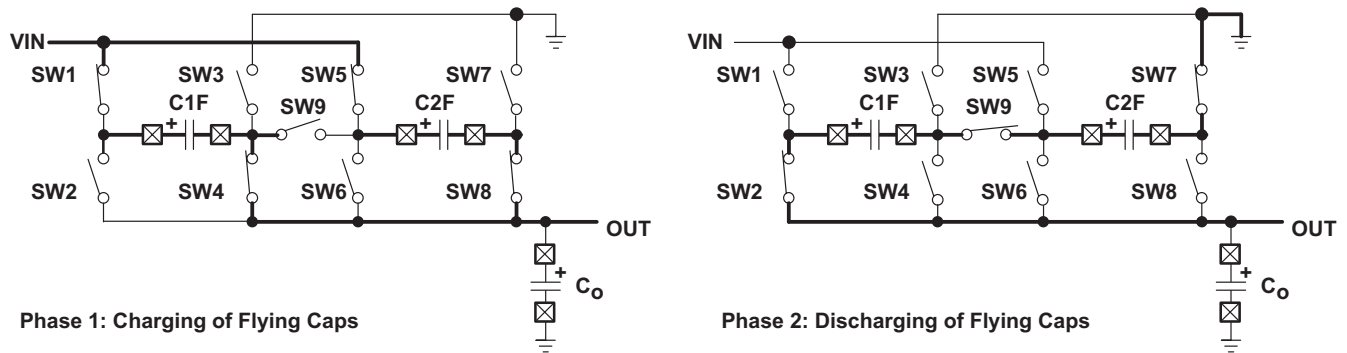 VIN
SW1
SW3
SW5
SW7
C1F
SW9
C2F
+
+
SW2
SW4
SW6
SW8
OUT
+
Co
Phase 1: Charging of Flying Caps
VIN
SW1
SW3
SW5
SW7
C1F
SW9
C2F
+
+
SW2
SW4
SW6
SW8
OUT
+
Co
Phase 2: Discharging of Flying Caps